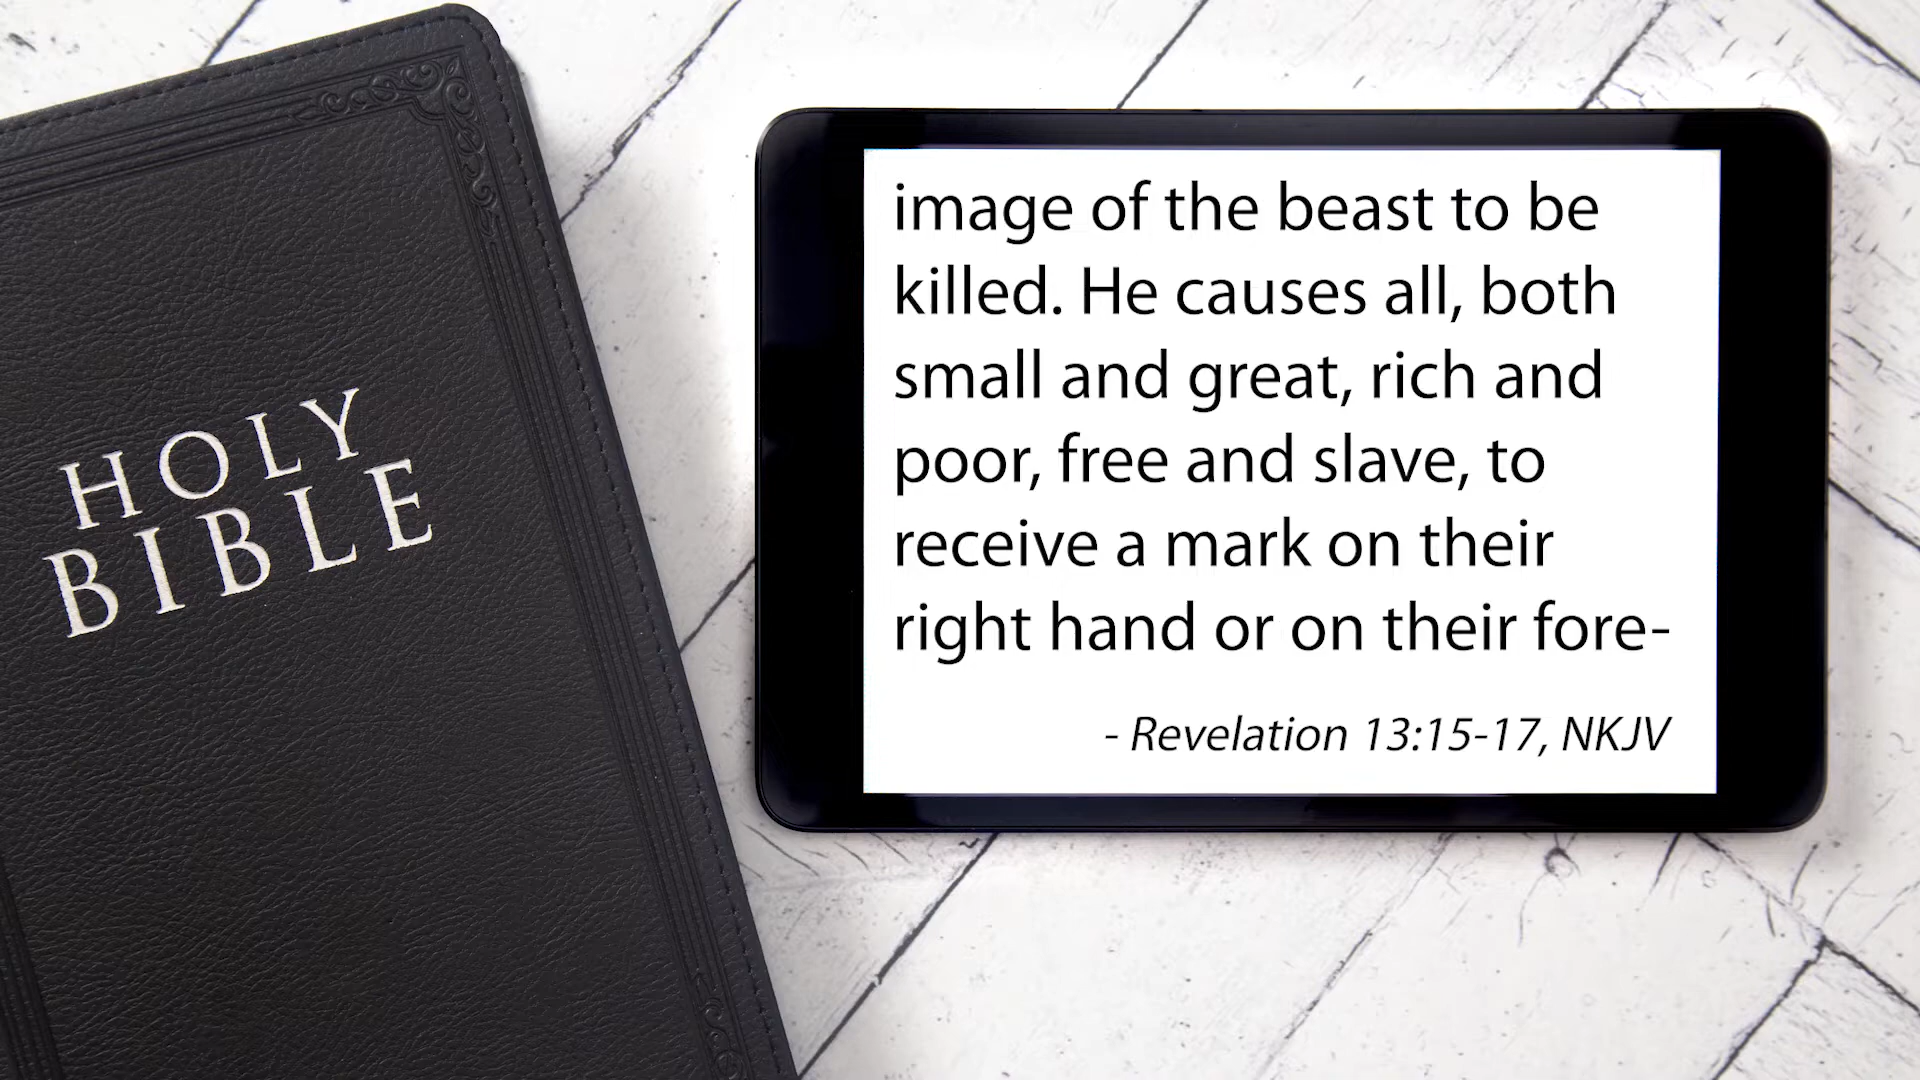 HOLY
BIBLE
image of the beast to be
killed. He causes all, both
small and great, rich and
poor, free and slave, to
receive a mark on their
right hand or on their fore-
- Revelation 13:15-17, NKJV